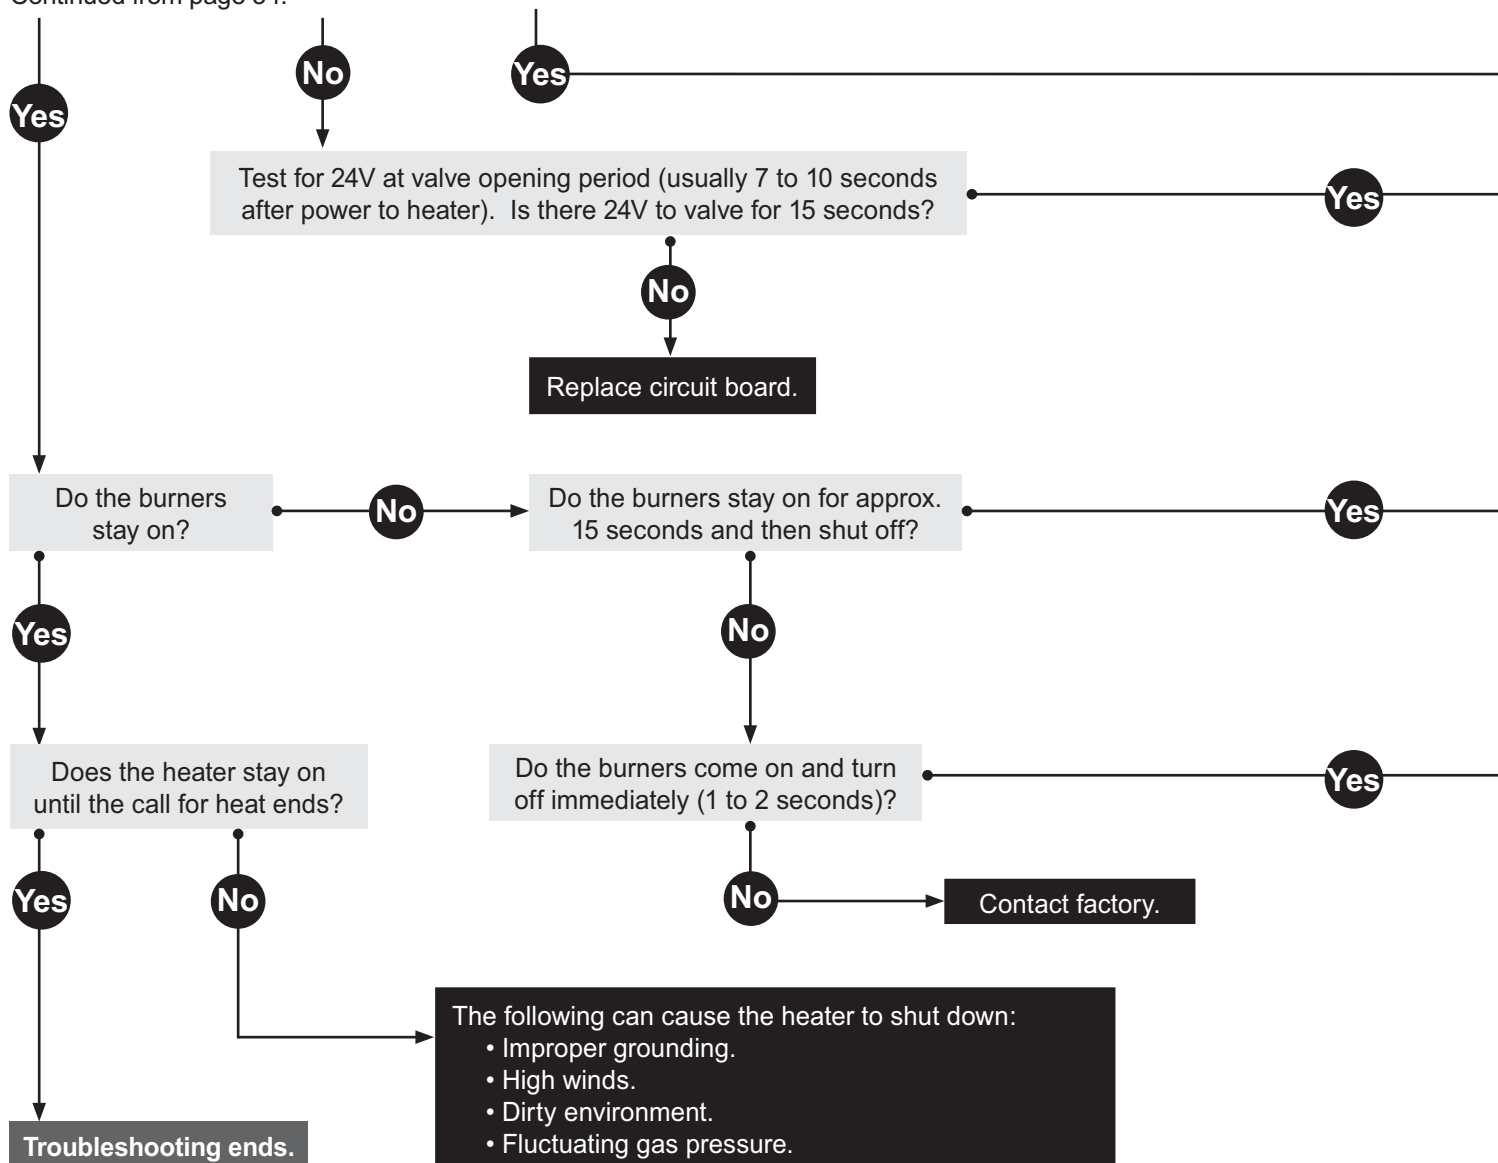 Continued from page 34.
No
Yes
Yes
Test for 24V at valve opening period (usually 7 to 10 seconds
after power to heater). Is there 24V to valve for 15 seconds?
Yes
No
Replace circuit board.
Do the burners
stay on?
No
Do the burners stay on for approx.
15 seconds and then shut off?
Yes
Yes
No
Does the heater stay on
until the call for heat ends?
Do the burners come on and turn
off immediately (1 to 2 seconds)?
Yes
Yes
No
No
Contact factory.
The following can cause the heater to shut down:
• Improper grounding.
• High winds.
• Dirty environment.
• Fluctuating gas pressure.
Troubleshooting ends.